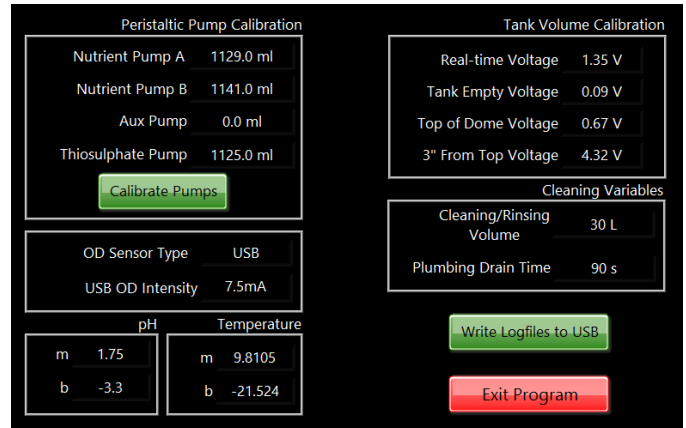 Peristaltic Pump Calibration
Nutrient Pump A 1129.0 ml
Nutrient Pump B 1141.0 ml
Aux Pump 0.0 ml
Thiosulphate Pump 1125.0 ml
Calibrate Pumps
OD Sensor Type USB
USB OD Intensity 7.5mA
pH
m 1.75
b -3.3
Temperature
m 9.8105
b -21.524
Tank Volume Calibration
Real-time Voltage 1.35 V
Tank Empty Voltage 0.09 V
Top of Dome Voltage 0.67 V
3" From Top Voltage 4.32 V
Cleaning Variables
Cleaning/Rinsing
Volume 30 L
Plumbing Drain Time 90 s
Write Logfiles to USB
Exit Program